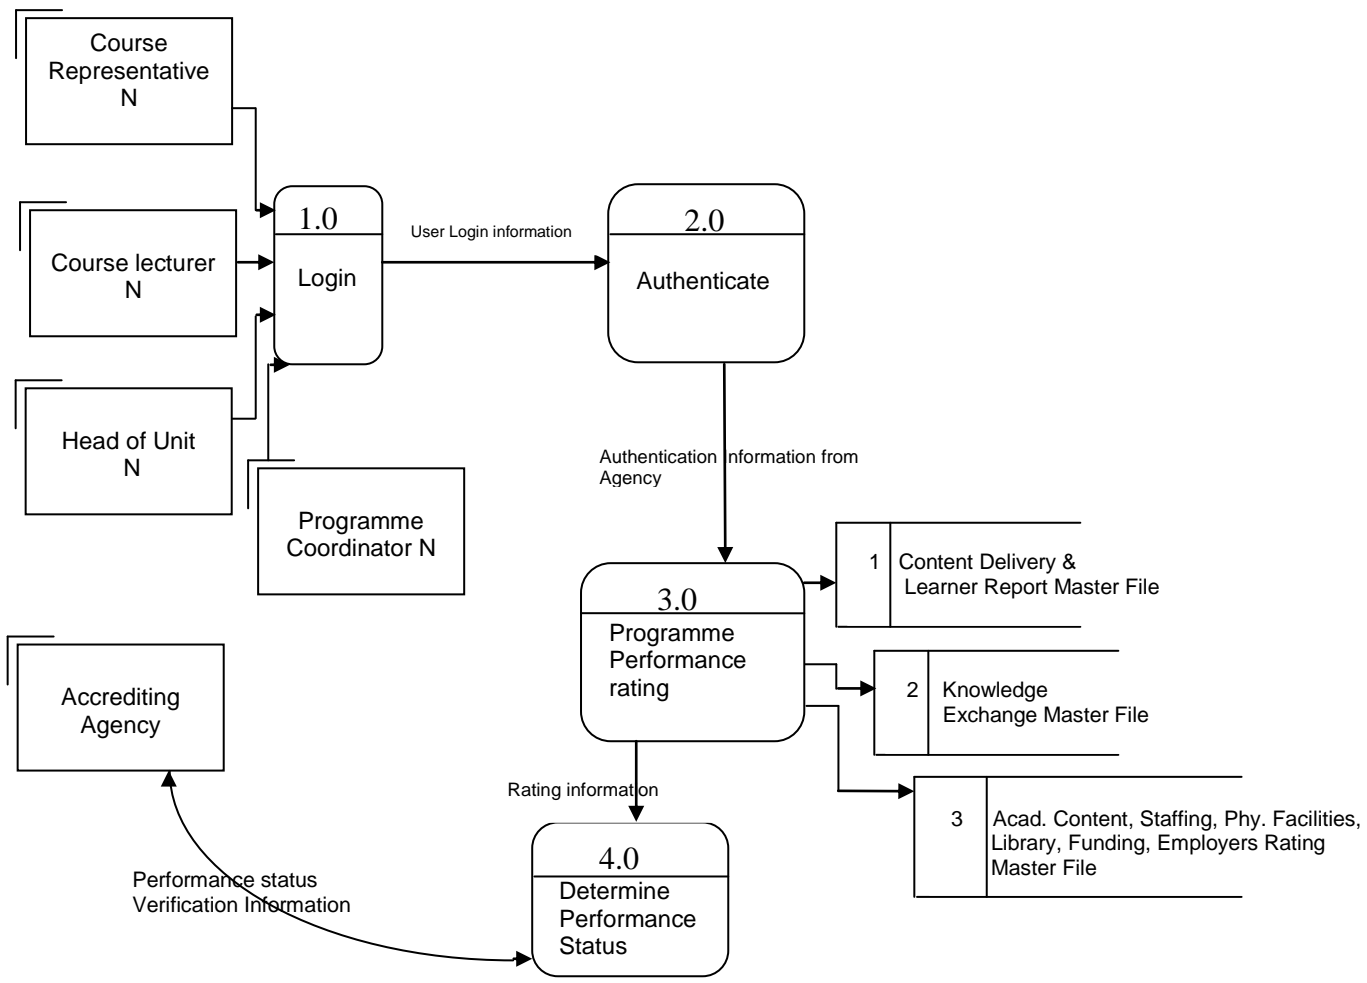 Course
Representative
N
1.0
Login
User Login information
2.0
Authenticate
Course lecturer
N
Head of Unit
N
Programme
Coordinator N
Authentication Information from
Agency
3.0
Programme
Performance
rating
1
Content Delivery &
Learner Report Master File
2
Knowledge
Exchange Master File
3
Acad. Content, Staffing, Phy. Facilities,
Library, Funding, Employers Rating
Master File
Accrediting
Agency
Rating information
4.0
Determine
Performance
Status
Performance status
Verification Information